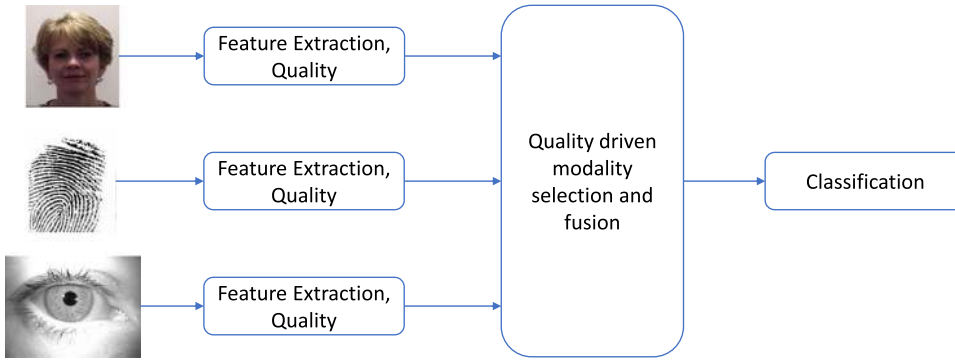 Feature Extraction,
Quality
Feature Extraction,
Quality
Feature Extraction,
Quality
Quality driven
modality
selection and
fusion
Classification